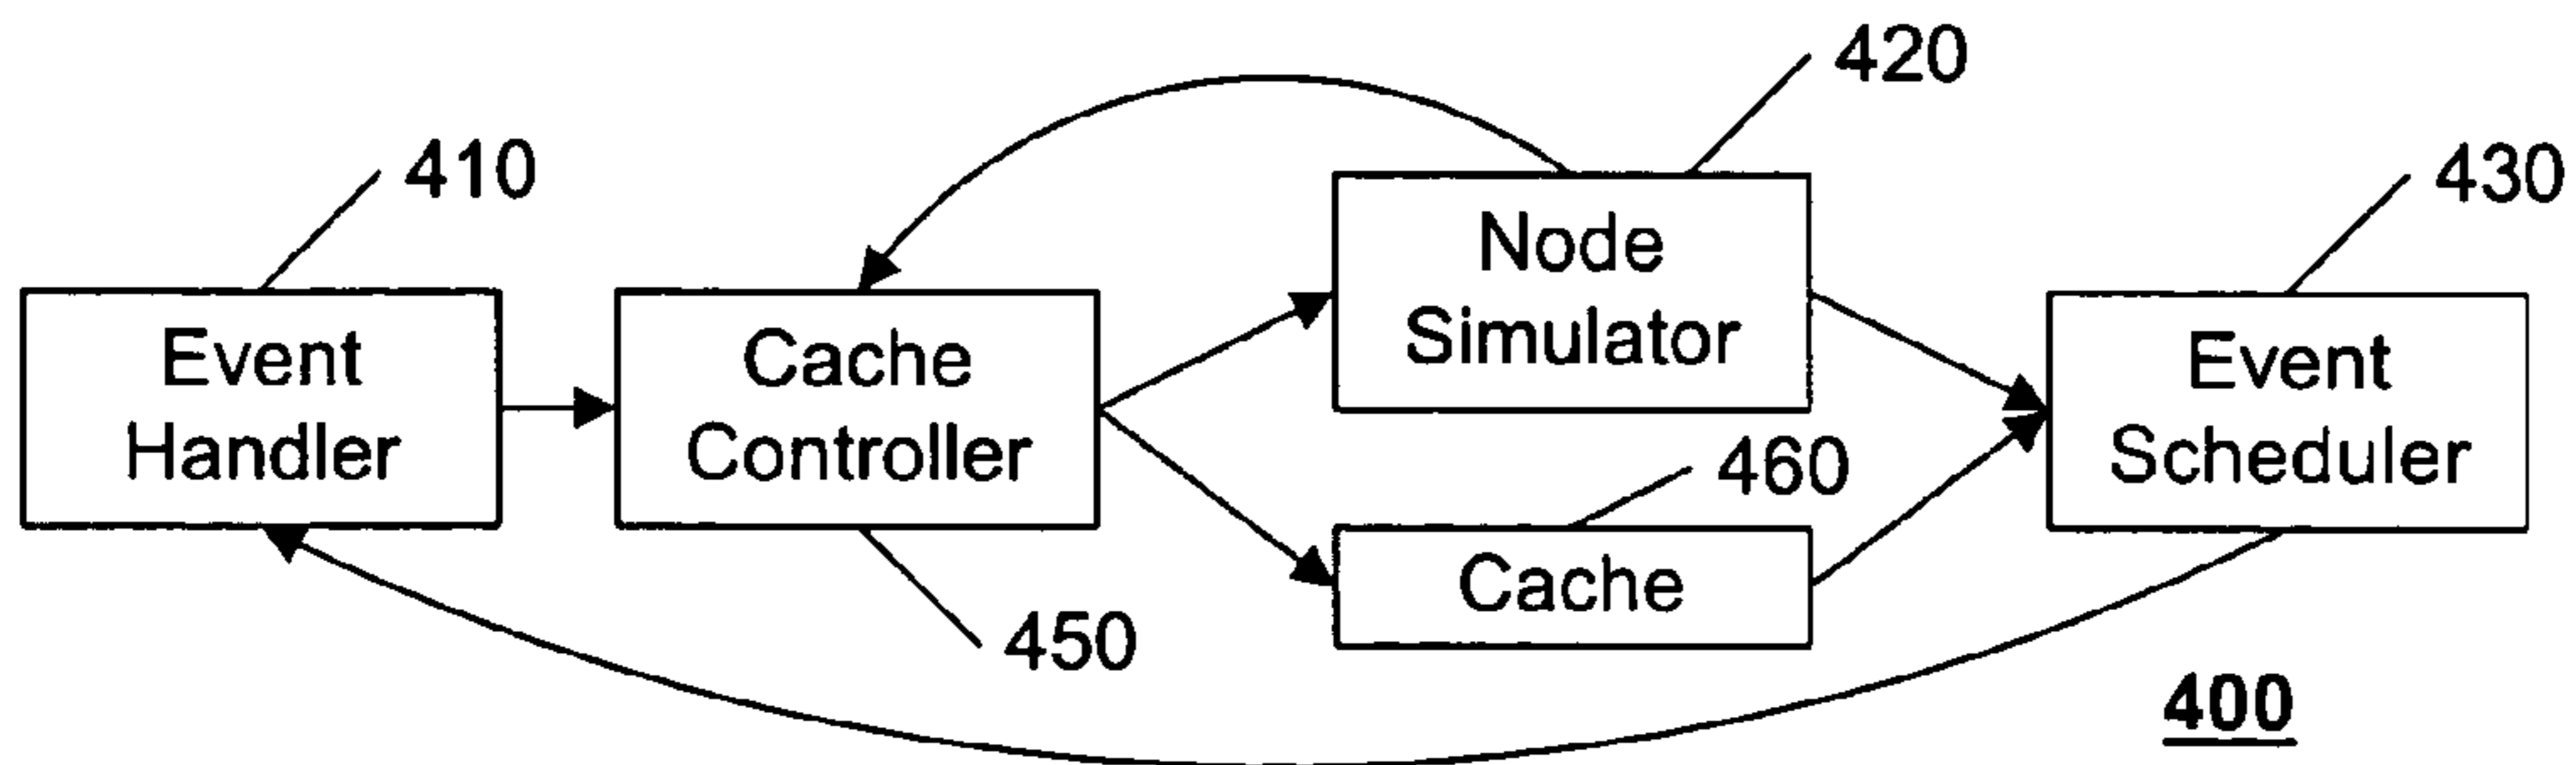 420
410
430
Node
Simulator
Event
Handler
Cache
Controller
Event
Scheduler
460
Cache
450
400